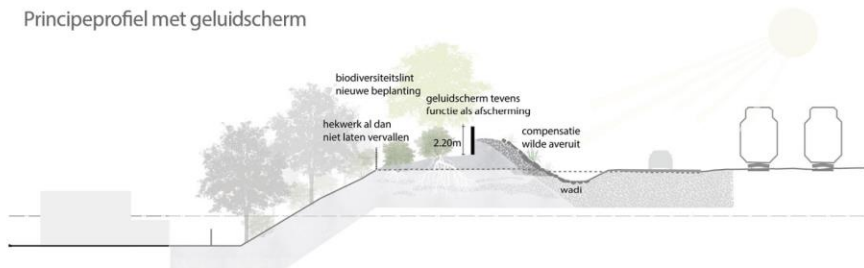 Principeprofiel met geluidscherm
biodiversiteitslint
nieuwe beplanting
geluidscherm tevens
functie als afscherming
hekwerk al dan
niet laten vervallen
2.20m
compensatie
wilde averuit
wadi